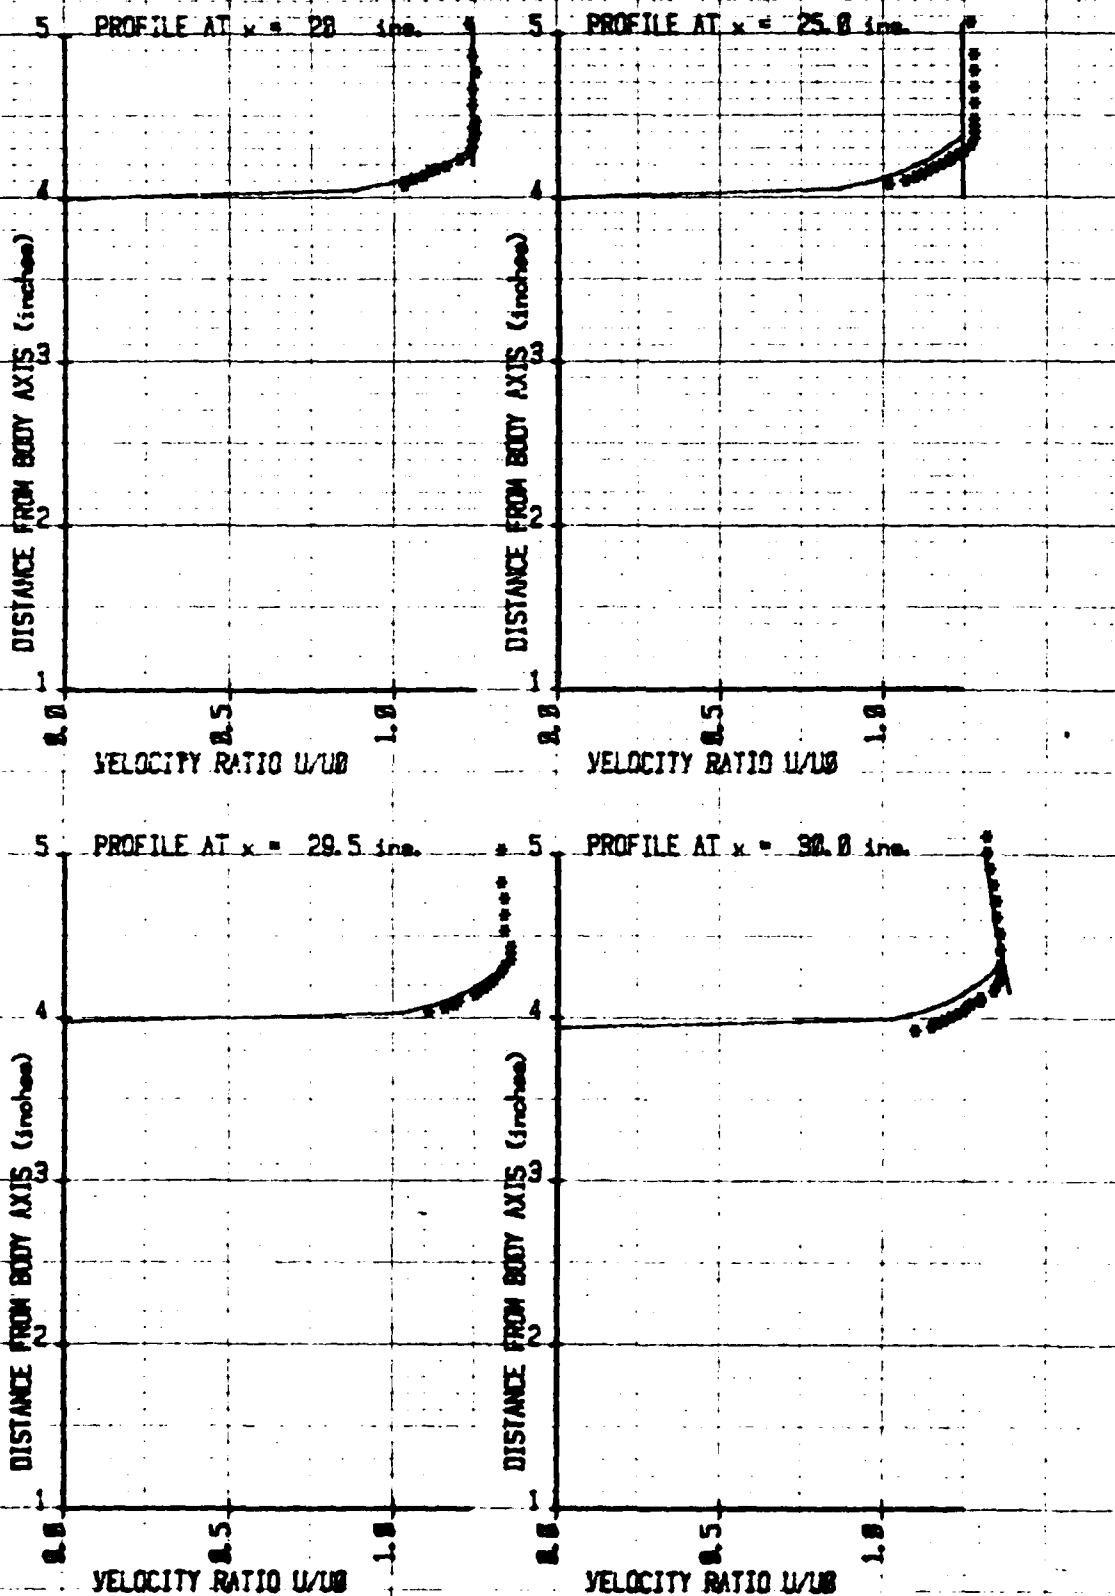 PROFILE AT x = 20 ins.
5
4
3
2
1
DISTANCE FROM BODY AXIS (inches)
0.0 0.5 1.0
VELOCITY RATIO U/U0
PROFILE AT x = 25.0 ins.
5
4
3
2
1
DISTANCE FROM BODY AXIS (inches)
0.0 0.5 1.0
VELOCITY RATIO U/U0
PROFILE AT x = 29.5 ins.
5
4
3
2
1
DISTANCE FROM BODY AXIS (inches)
0.0 0.5 1.0
VELOCITY RATIO U/U0
PROFILE AT x = 30.0 ins.
5
4
3
2
1
DISTANCE FROM BODY AXIS (inches)
0.0 0.5 1.0
VELOCITY RATIO U/U0